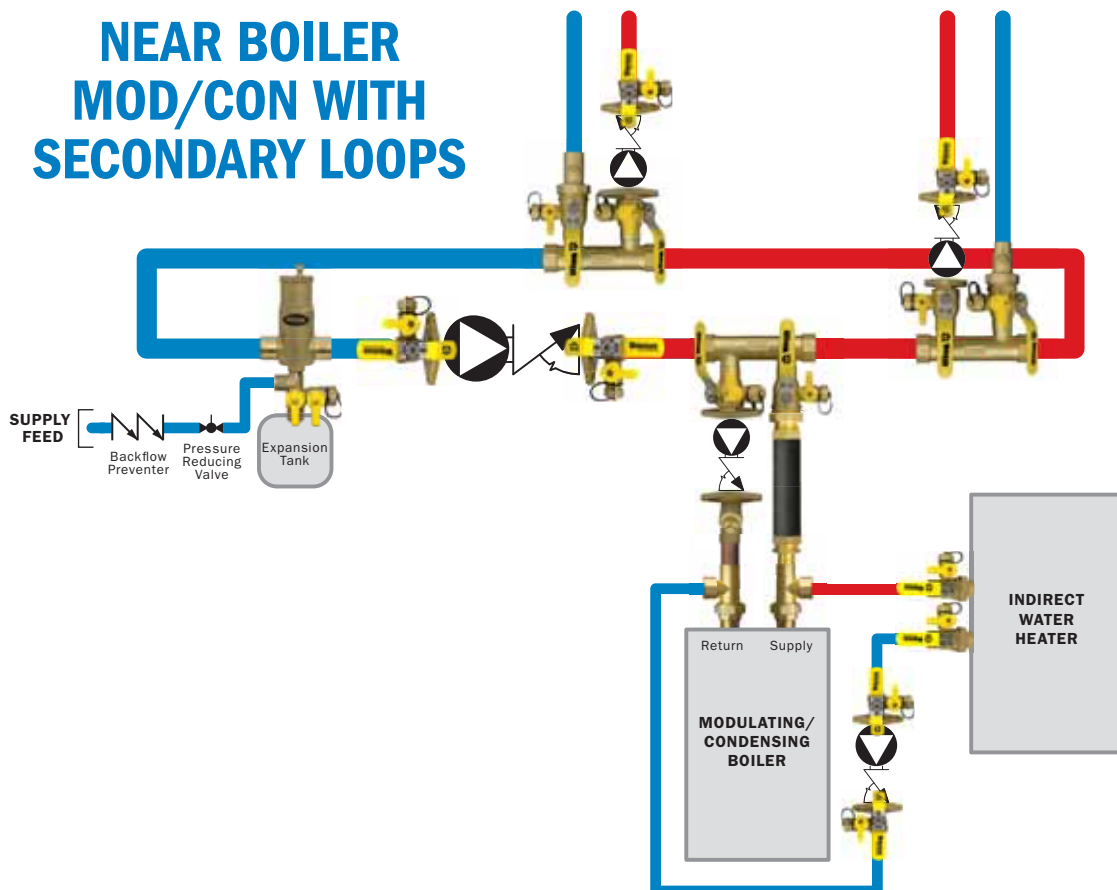 NEAR BOILER
MOD/CON WITH
SECONDARY LOOPS
SUPPLY
FEED
Backflow
Preventer
Pressure
Reducing
Valve
Expansion
Tank
Return
Supply
MODULATING/
CONDENSING
BOILER
INDIRECT
WATER
HEATER